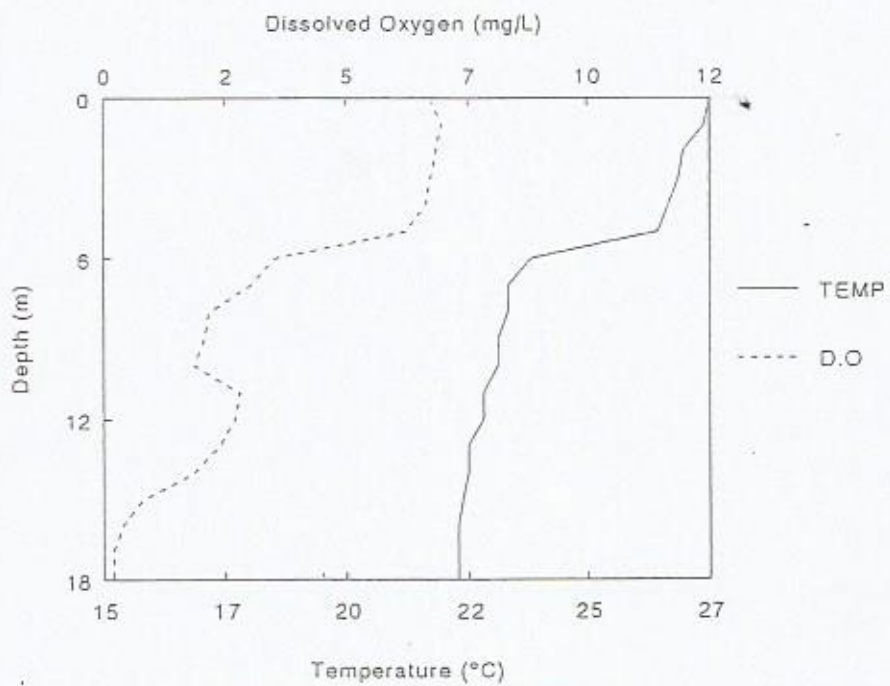 Dissolved Oxygen (mg/L)
0 2 5 7 10 12
0
6
12
18
Depth (m)
TEMP
D.O
15 17 20 22 25 27
Temperature (°C)